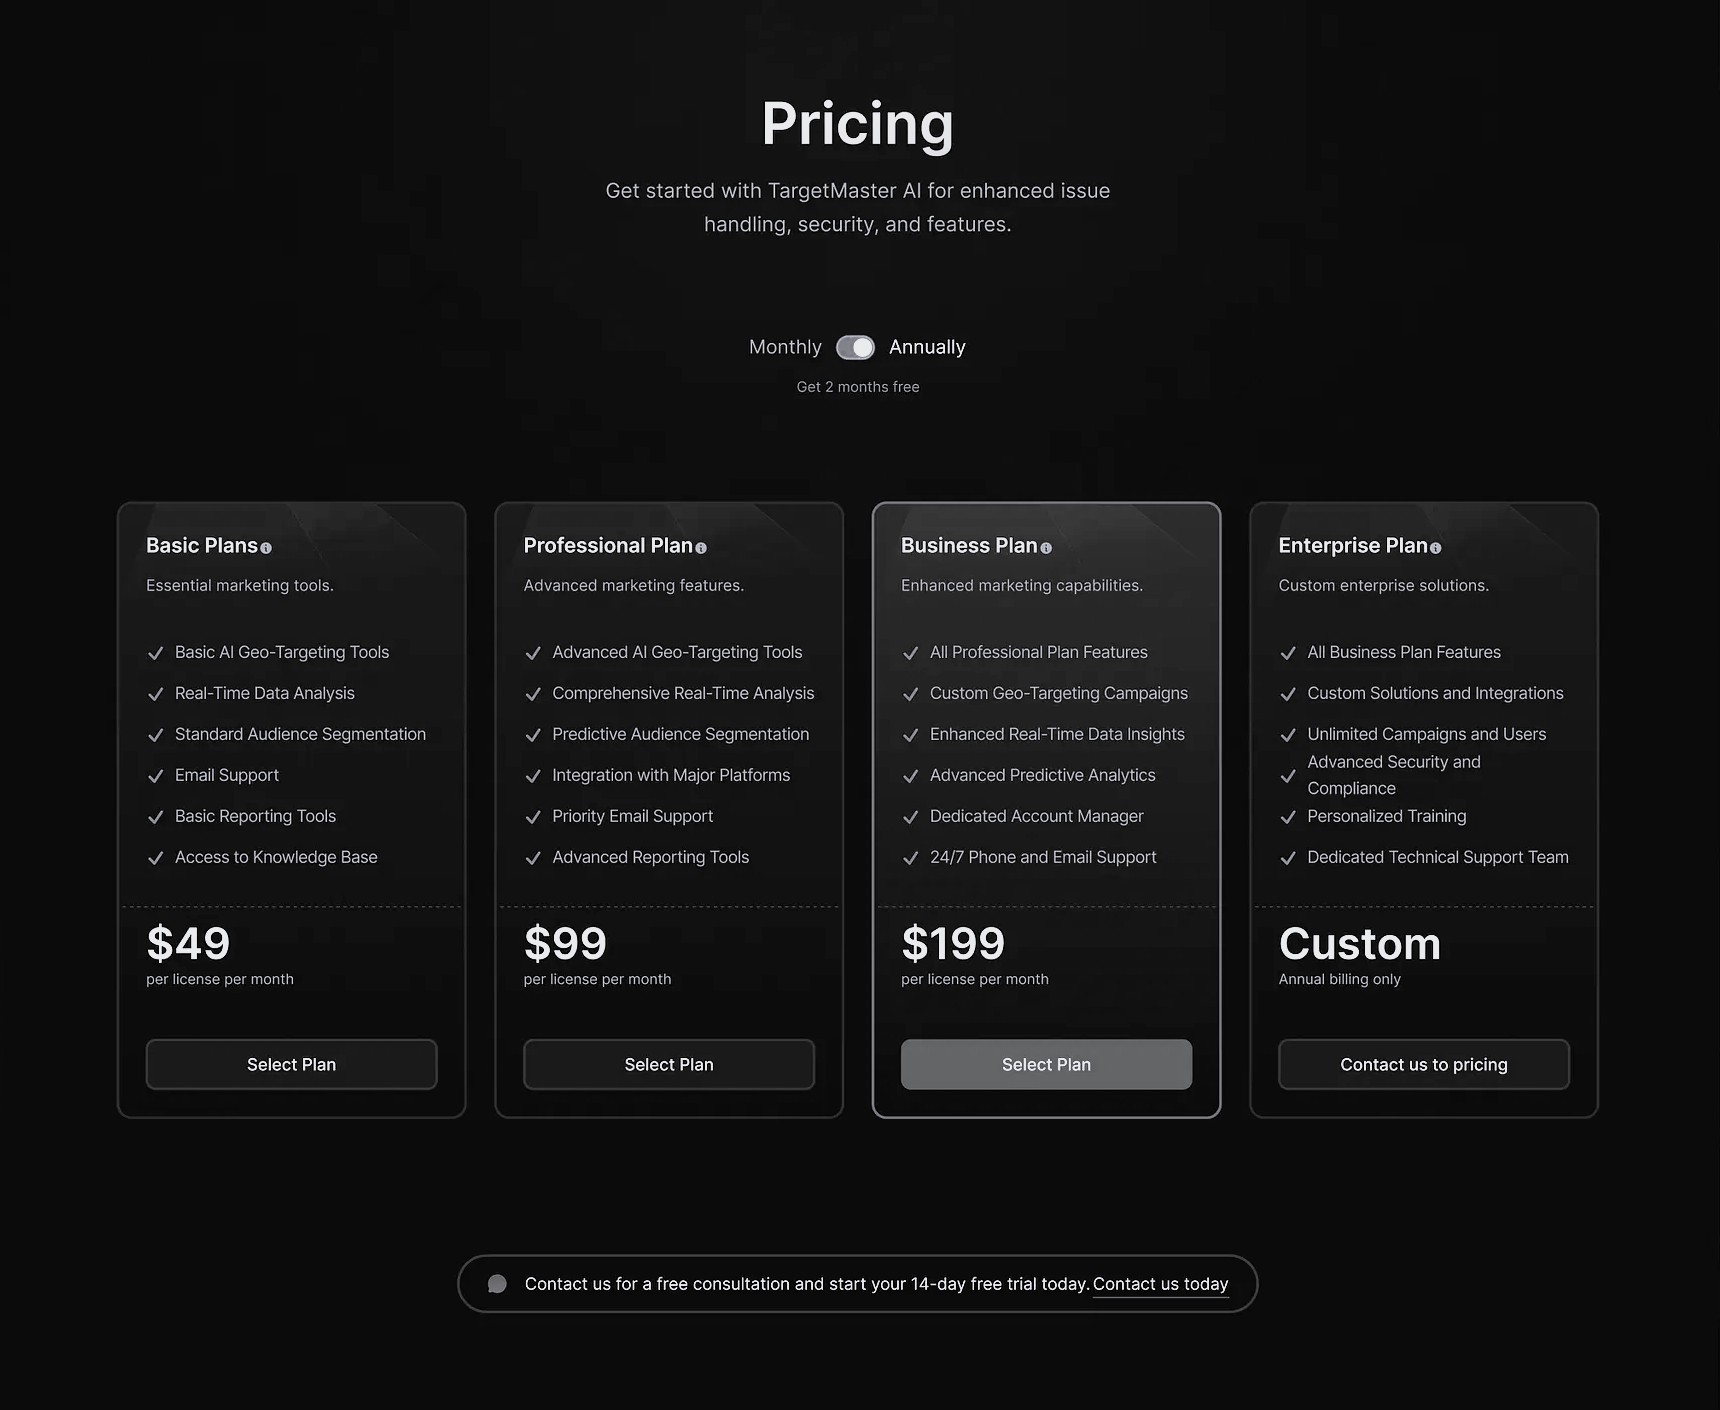 Pricing
Get started with TargetMaster AI for enhanced issue
handling, security, and features.
Monthly Annually
Get 2 months free
Basic Plans
Essential marketing tools.
Basic AI Geo-Targeting Tools
Real-Time Data Analysis
Standard Audience Segmentation
Email Support
Basic Reporting Tools
Access to Knowledge Base
$49
per license per month
Select Plan
Professional Plan
Advanced marketing features.
Advanced AI Geo-Targeting Tools
Comprehensive Real-Time Analysis
Predictive Audience Segmentation
Integration with Major Platforms
Priority Email Support
Advanced Reporting Tools
$99
per license per month
Select Plan
Business Plan
Enhanced marketing capabilities.
All Professional Plan Features
Custom Geo-Targeting Campaigns
Enhanced Real-Time Data Insights
Advanced Predictive Analytics
Dedicated Account Manager
24/7 Phone and Email Support
$199
per license per month
Select Plan
Enterprise Plan
Custom enterprise solutions.
All Business Plan Features
Custom Solutions and Integrations
Unlimited Campaigns and Users
Advanced Security and
Compliance
Personalized Training
Dedicated Technical Support Team
Custom
Annual billing only
Contact us to pricing
Contact us for a free consultation and start your 14-day free trial today. Contact us today